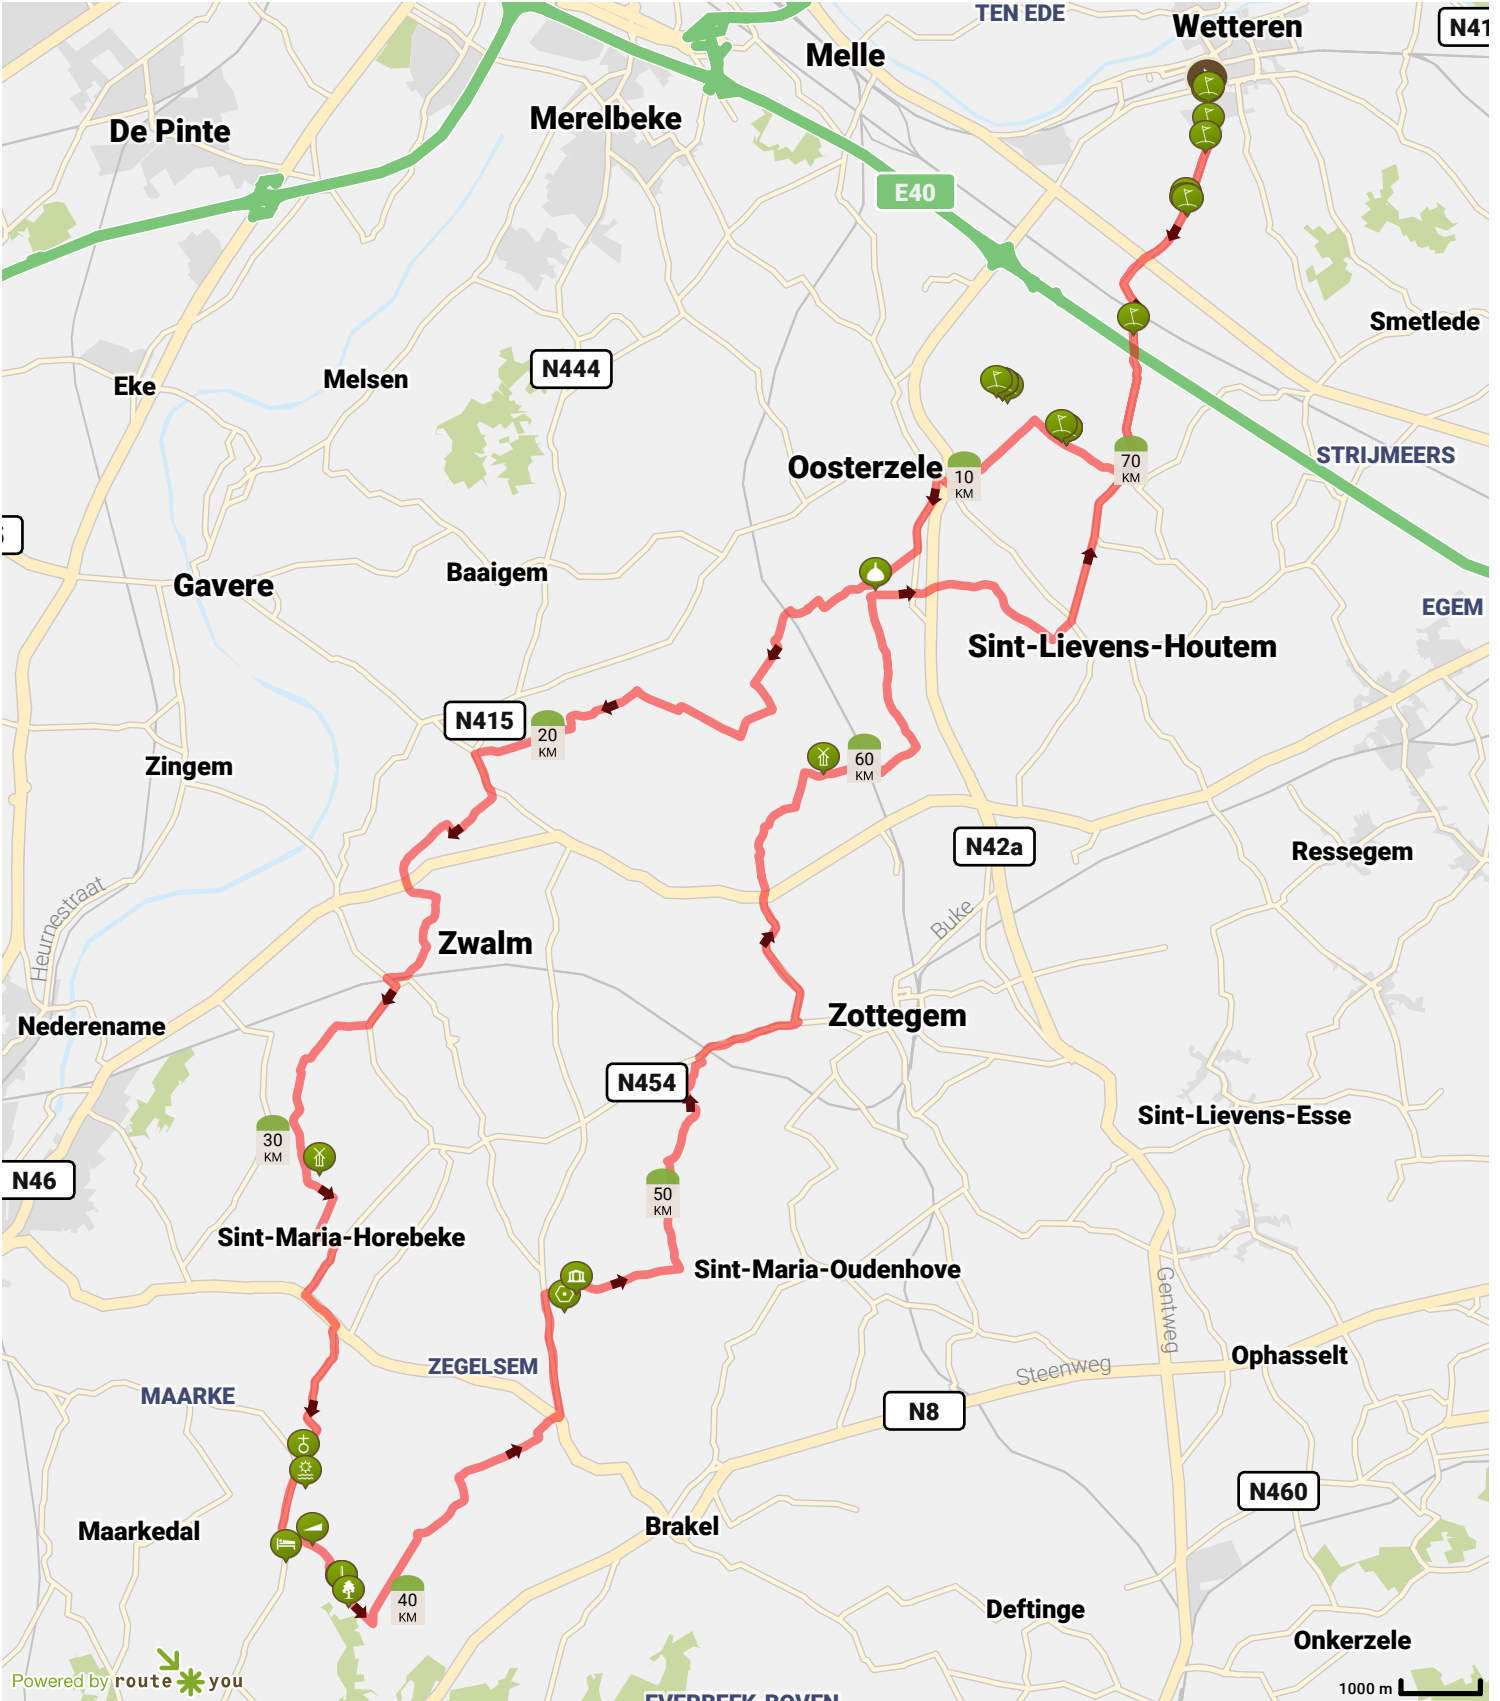 TEN EDE
Wetteren
N41
Melle
Merelbeke
De Pinte
E40
Smetlede
N444
Melsen
Eke
STRIJMEERS
Oosterzele
10
KM
70
KM
Baaigem
Gavere
EGEM
Sint-Lievens-Houtem
N415
20
KM
60
KM
Zingem
N42a
Ressegem
Heurnestraat
Buke
Zwalm
Nederename
Zottegem
N454
Sint-Lievens-Esse
30
KM
N46
50
KM
Sint-Maria-Horebeke
Sint-Maria-Oudenhove
Gentweg
ZEGELSEM
Steenweg
Ophasselt
MAARKE
N8
N460
Maarkedal
Brakel
40
KM
Deftinge
Onkerzele
Powered by route you
1000 m
EVERBEEK-BOVEN